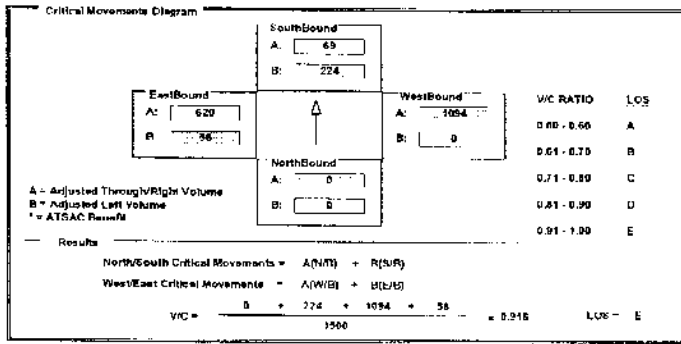 Critical Movements Diagram
SouthBound
A: 69
B: 224
EastBound
A: 620
B: 56
WestBound
A: 1094
B: 0
NorthBound
A: 0
B: 0
V/C RATIO LOS
0.00 - 0.60 A
0.61 - 0.70 B
0.71 - 0.80 C
0.81 - 0.90 D
0.91 - 1.00 E
A = Adjusted Through/Right Volume
B = Adjusted Left Volume
* = ATSAC Benefit
Results
North/South Critical Movements = A(N/B) + B(S/B)
West/East Critical Movements = A(W/B) + B(E/B)
V/C = 0 + 224 + 1094 + 56 = 0.916 LOS = E
1500